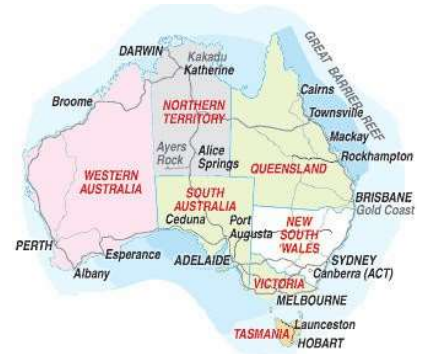 DARWIN
Kakadu
Katherine
GREAT BARRIER REEF
Broome
NORTHERN
TERRITORY
Cairns
Townsville
Mackay
Rockhampton
Ayers
Rock
Alice
Springs
WESTERN
AUSTRALIA
QUEENSLAND
SOUTH
AUSTRALIA
BRISBANE
Gold Coast
Ceduna
Port
Augusta
NEW
SOUTH
WALES
PERTH
Esperance
Albany
ADELAIDE
SYDNEY
Canberra (ACT)
VICTORIA
MELBOURNE
TASMANIA
Launceston
HOBART